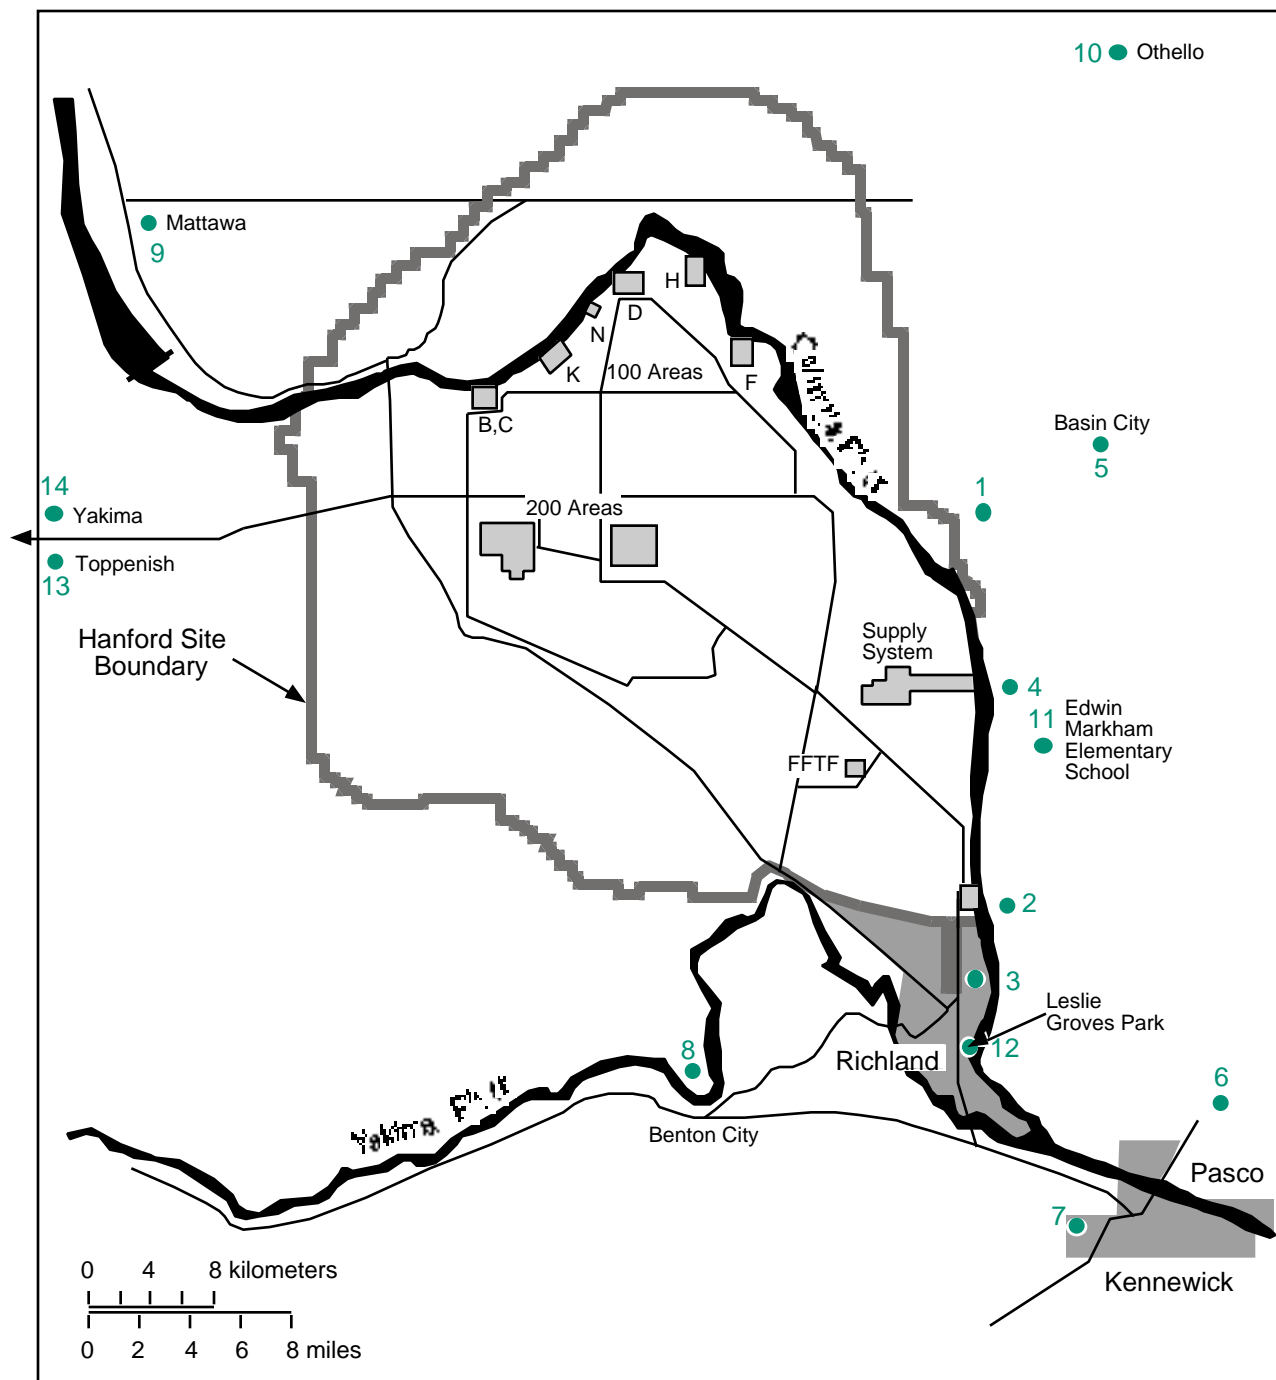 10 Othello
Mattawa
9
H
D
N
K
100 Areas
F
B,C
Basin City
5
1
14
Yakima
200 Areas
Toppenish
13
Hanford Site
Boundary
Supply
System
4
11 Edwin
Markham
Elementary
School
FFTF
2
3
Leslie
Groves Park
12
Richland
8
6
Yakima
Benton City
Pasco
7
Kennewick
0 4 8 kilometers
0 2 4 6 8 miles